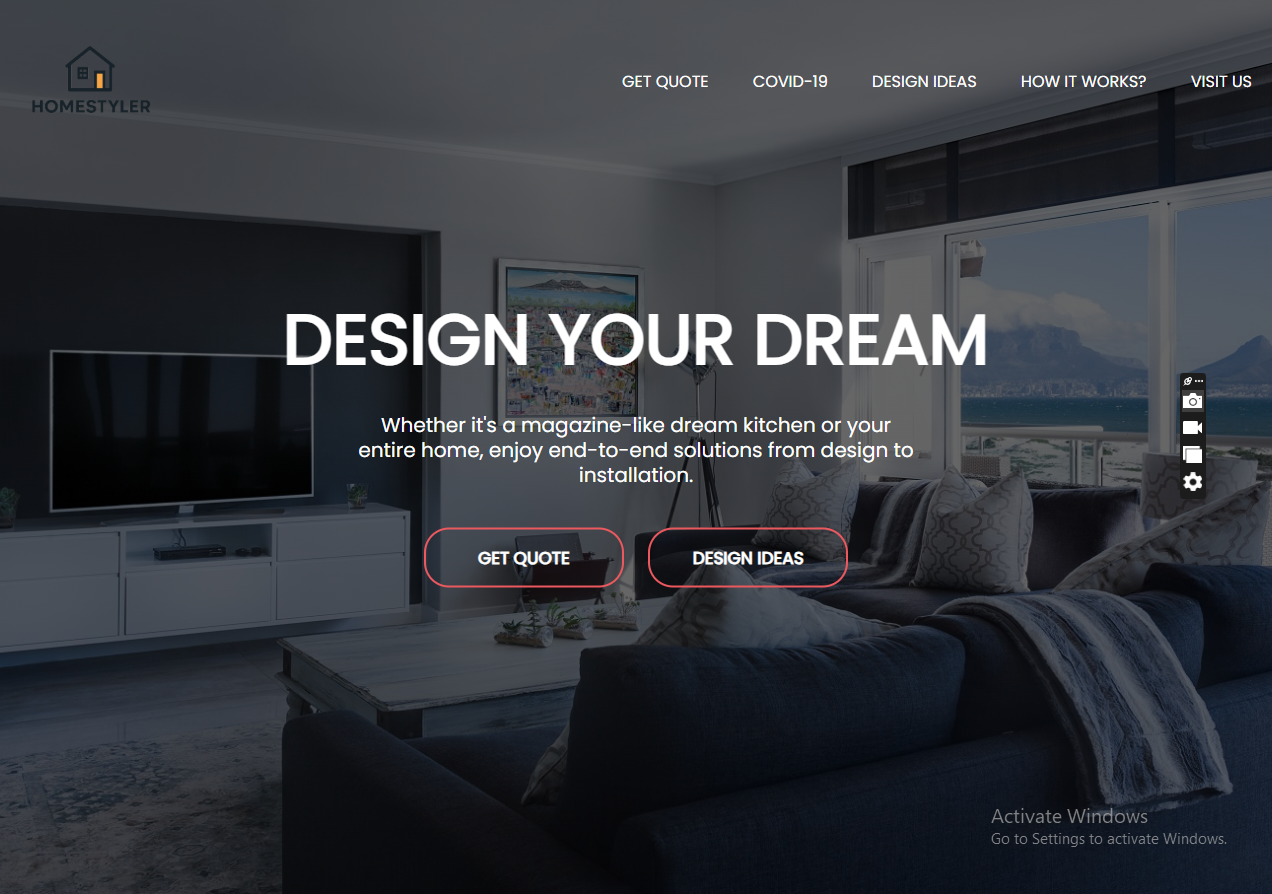 HOMESTYLER
GET QUOTE COVID-19 DESIGN IDEAS HOW IT WORKS? VISIT US
DESIGN YOUR DREAM
Whether it's a magazine-like dream kitchen or your
entire home, enjoy end-to-end solutions from design to
installation.
GET QUOTE DESIGN IDEAS
Activate Windows
Go to Settings to activate Windows.